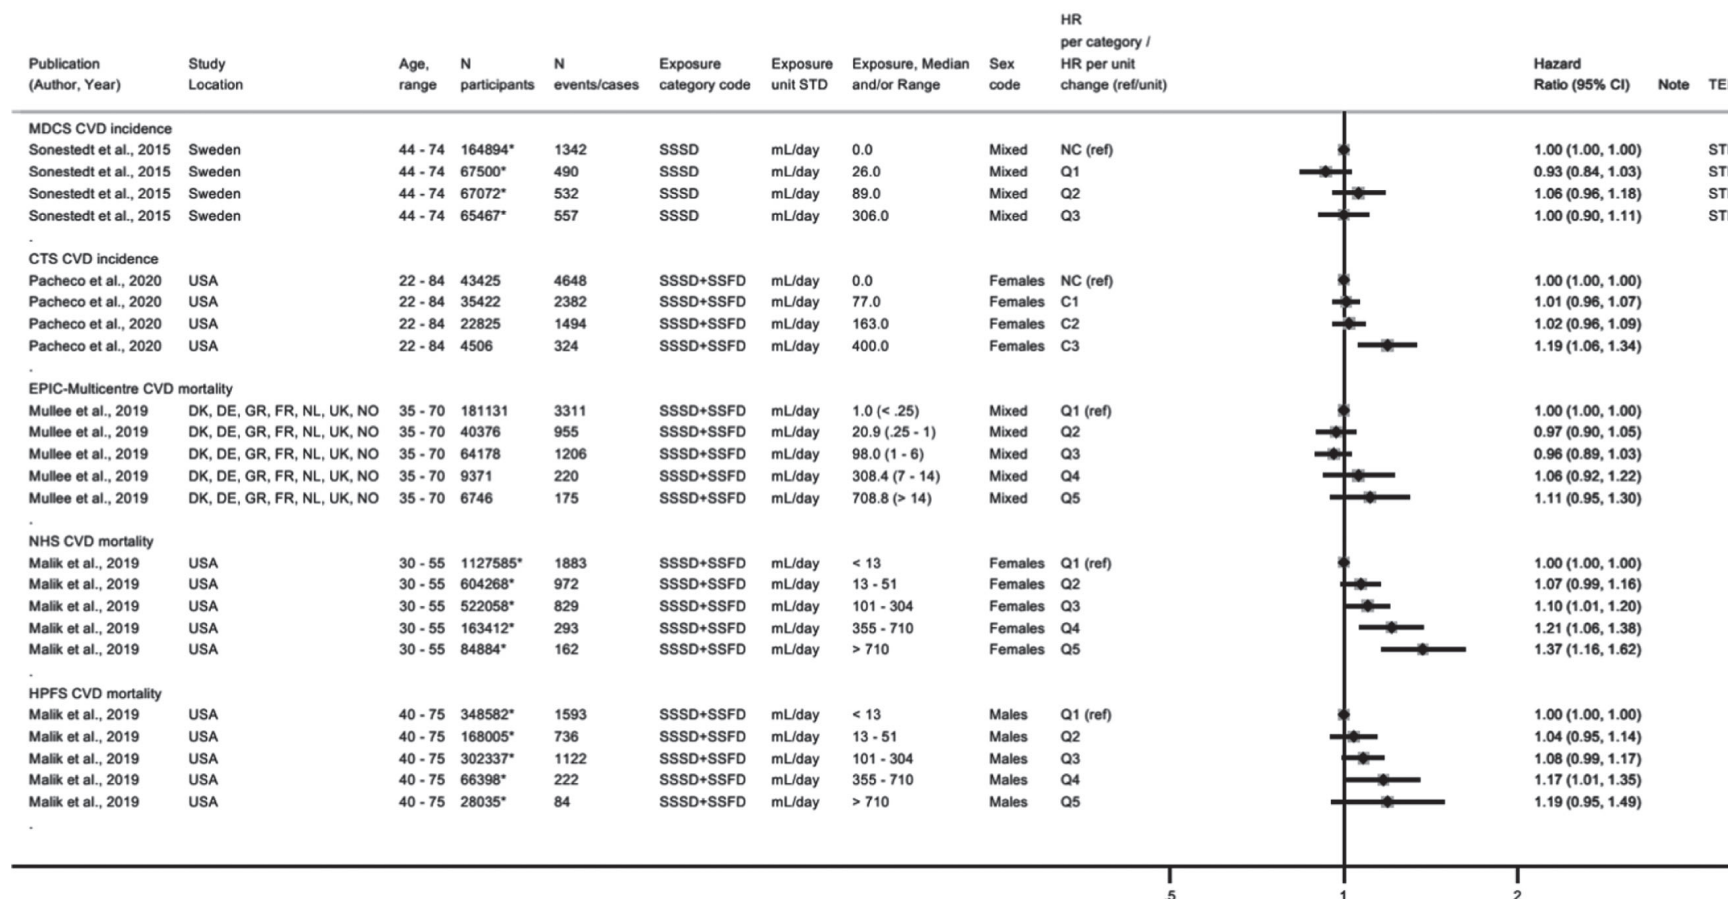 HR
per category /
Publication Study Age, N N Exposure Exposure Exposure, Median Sex HR per unit Hazard
(Author, Year) Location range participants events/cases category code unit STD and/or Range code change (ref/unit) Ratio (95% CI) Note TE
MDCS CVD incidence
Sonestedt et al., 2015 Sweden 44 - 74 164894* 1342 SSSD mL/day 0.0 Mixed NC (ref) 1.00 (1.00, 1.00)
Sonestedt et al., 2015 Sweden 44 - 74 67500* 490 SSSD mL/day 26.0 Mixed Q1 0.93 (0.84, 1.03)
Sonestedt et al., 2015 Sweden 44 - 74 67072* 532 SSSD mL/day 89.0 Mixed Q2 1.06 (0.96, 1.18)
Sonestedt et al., 2015 Sweden 44 - 74 65467* 557 SSSD mL/day 306.0 Mixed Q3 1.00 (0.90, 1.11)
.
CTS CVD incidence
Pacheco et al., 2020 USA 22 - 84 43425 4648 SSSD+SSFD mL/day 0.0 Females NC (ref) 1.00 (1.00, 1.00)
Pacheco et al., 2020 USA 22 - 84 35422 2382 SSSD+SSFD mL/day 77.0 Females C1 1.01 (0.96, 1.07)
Pacheco et al., 2020 USA 22 - 84 22825 1494 SSSD+SSFD mL/day 163.0 Females C2 1.02 (0.96, 1.09)
Pacheco et al., 2020 USA 22 - 84 4506 324 SSSD+SSFD mL/day 400.0 Females C3 1.19 (1.06, 1.34)
.
EPIC-Multicentre CVD mortality
Mullee et al., 2019 DK, DE, GR, FR, NL, UK, NO 35 - 70 181131 3311 SSSD+SSFD mL/day 1.0 (< .25) Mixed Q1 (ref) 1.00 (1.00, 1.00)
Mullee et al., 2019 DK, DE, GR, FR, NL, UK, NO 35 - 70 40376 955 SSSD+SSFD mL/day 20.9 (.25 - 1) Mixed Q2 0.97 (0.90, 1.05)
Mullee et al., 2019 DK, DE, GR, FR, NL, UK, NO 35 - 70 64178 1206 SSSD+SSFD mL/day 98.0 (1 - 6) Mixed Q3 0.96 (0.89, 1.03)
Mullee et al., 2019 DK, DE, GR, FR, NL, UK, NO 35 - 70 9371 220 SSSD+SSFD mL/day 308.4 (7 - 14) Mixed Q4 1.06 (0.92, 1.22)
Mullee et al., 2019 DK, DE, GR, FR, NL, UK, NO 35 - 70 6746 175 SSSD+SSFD mL/day 708.8 (> 14) Mixed Q5 1.11 (0.95, 1.30)
.
NHS CVD mortality
Malik et al., 2019 USA 30 - 55 1127585* 1883 SSSD+SSFD mL/day < 13 Females Q1 (ref) 1.00 (1.00, 1.00)
Malik et al., 2019 USA 30 - 55 604268* 972 SSSD+SSFD mL/day 13 - 51 Females Q2 1.07 (0.99, 1.16)
Malik et al., 2019 USA 30 - 55 522058* 829 SSSD+SSFD mL/day 101 - 304 Females Q3 1.10 (1.01, 1.20)
Malik et al., 2019 USA 30 - 55 163412* 293 SSSD+SSFD mL/day 355 - 710 Females Q4 1.21 (1.06, 1.38)
Malik et al., 2019 USA 30 - 55 84884* 162 SSSD+SSFD mL/day > 710 Females Q5 1.37 (1.16, 1.62)
.
HPFS CVD mortality
Malik et al., 2019 USA 40 - 75 348582* 1593 SSSD+SSFD mL/day < 13 Males Q1 (ref) 1.00 (1.00, 1.00)
Malik et al., 2019 USA 40 - 75 168005* 736 SSSD+SSFD mL/day 13 - 51 Males Q2 1.04 (0.95, 1.14)
Malik et al., 2019 USA 40 - 75 302337* 1122 SSSD+SSFD mL/day 101 - 304 Males Q3 1.08 (0.99, 1.17)
Malik et al., 2019 USA 40 - 75 66398* 222 SSSD+SSFD mL/day 355 - 710 Males Q4 1.17 (1.01, 1.35)
Malik et al., 2019 USA 40 - 75 28035* 84 SSSD+SSFD mL/day > 710 Males Q5 1.19 (0.95, 1.49)
.
.5 1 2